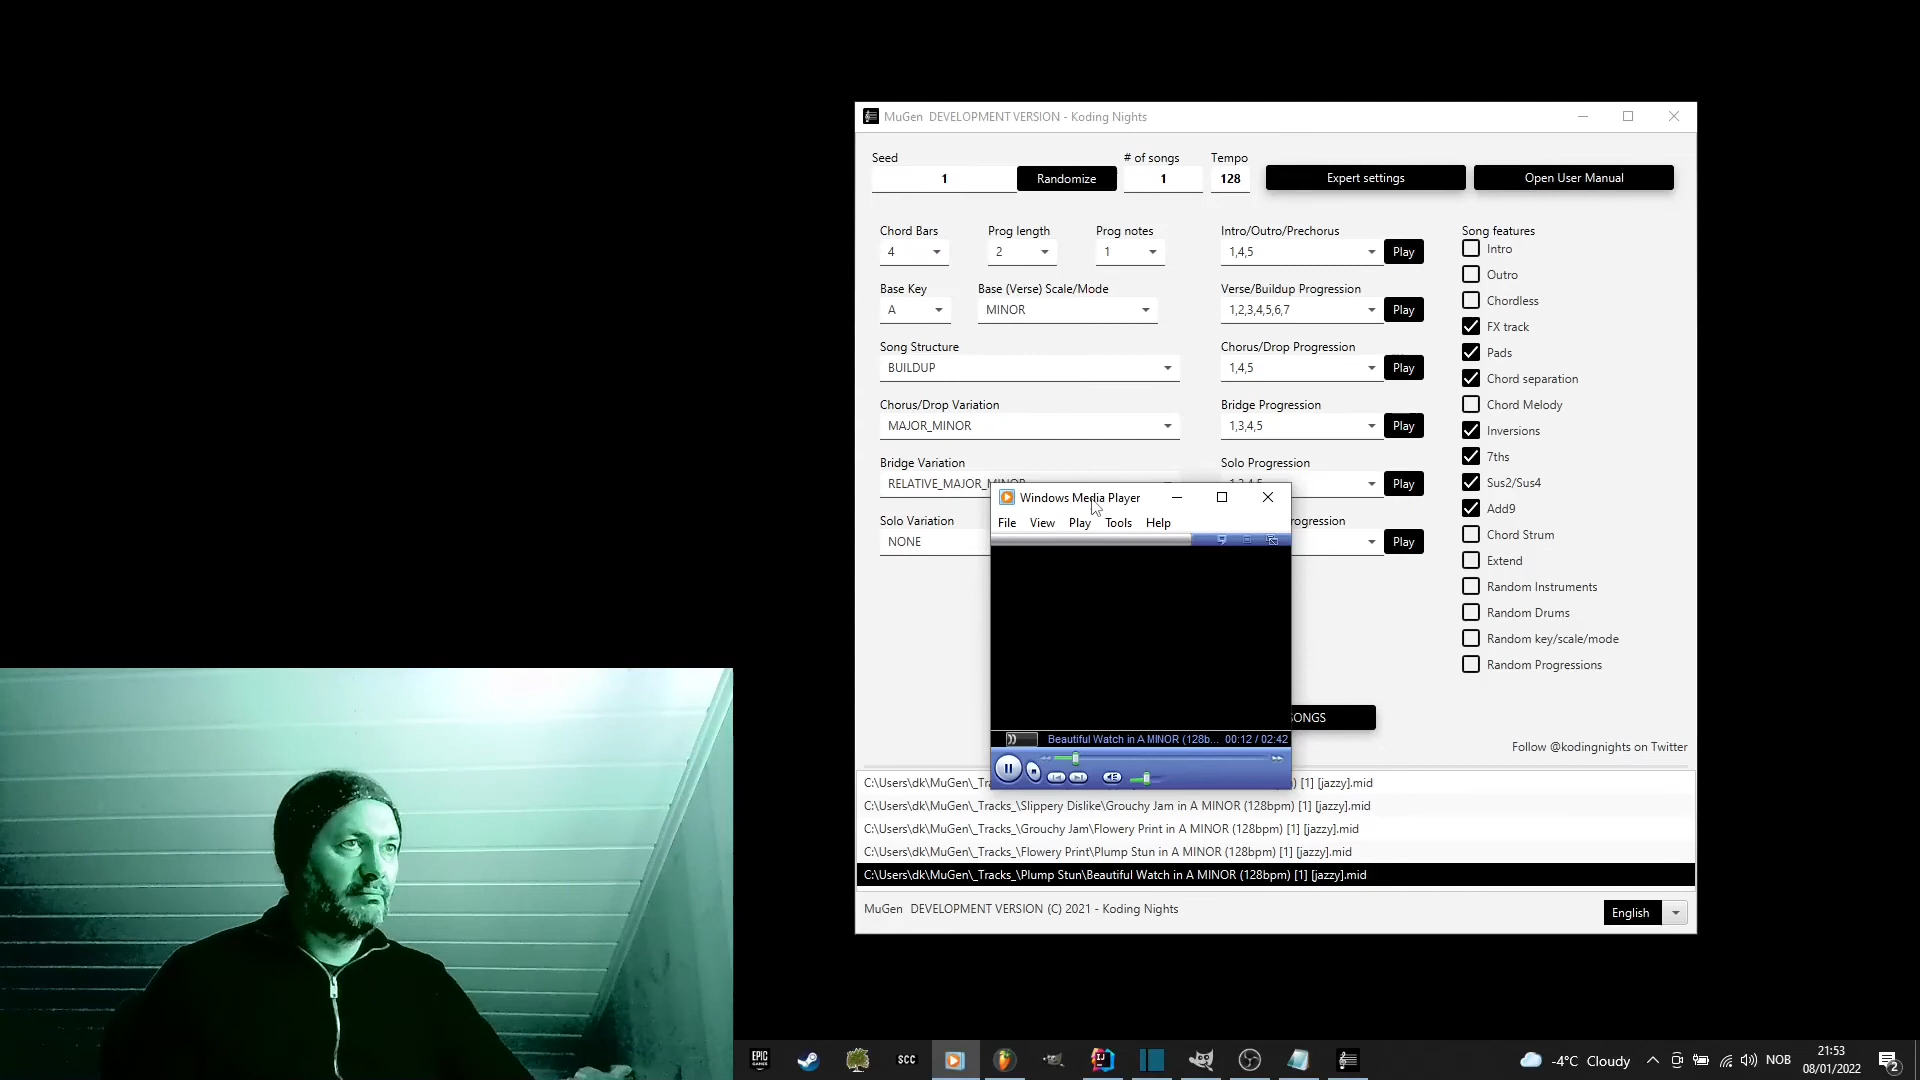 MuGen DEVELOPMENT VERSION - Koding Nights
Seed
# of songs
Tempo
1
Randomize
1
128
Expert settings
Open User Manual
Chord Bars
Prog length
Prog notes
Intro/Outro/Prechorus
Song features
4
2
1
1,4,5
Play
Intro
Outro
Base Key
Base (Verse) Scale/Mode
Verse/Buildup Progression
Chordless
A
MINOR
1,2,3,4,5,6,7
Play
FX track
Song Structure
Chorus/Drop Progression
Pads
BUILDUP
1,4,5
Play
Chord separation
Chorus/Drop Variation
Bridge Progression
Chord Melody
MAJOR_MINOR
1,3,4,5
Play
Inversions
Bridge Variation
Solo Progression
7ths
RELATIVE_MAJOR_MINOR
Play
Sus2/Sus4
Windows Media Player
Add9
Solo Variation
File View Play Tools Help
NONE
Play
Chord Strum
Extend
Random Instruments
Random Drums
Random key/scale/mode
Random Progressions
SONGS
Beautiful Watch in A MINOR (128b... 00:12 / 02:42
Follow @kodingnights on Twitter
C:\Users\dk\MuGen\_Tracks_
[1] [jazzy].mid
C:\Users\dk\MuGen\_Tracks_\Slippery Dislike\Grouchy Jam in A MINOR (128bpm) [1] [jazzy].mid
C:\Users\dk\MuGen\_Tracks_\Grouchy Jam\Flowery Print in A MINOR (128bpm) [1] [jazzy].mid
C:\Users\dk\MuGen\_Tracks_\Flowery Print\Plump Stun in A MINOR (128bpm) [1] [jazzy].mid
C:\Users\dk\MuGen\_Tracks_\Plump Stun\Beautiful Watch in A MINOR (128bpm) [1] [jazzy].mid
MuGen DEVELOPMENT VERSION (C) 2021 - Koding Nights
English
EPIC GAMES
SCC
-4°C Cloudy
NOB
21:53
08/01/2022
2